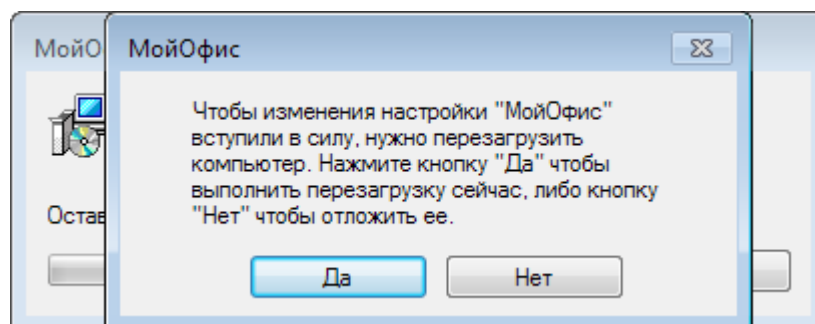 МойО
МойОфис
Чтобы изменения настройки "МойОфис"
вступили в силу, нужно перезагрузить
компьютер. Нажмите кнопку "Да" чтобы
выполнить перезагрузку сейчас, либо кнопку
"Нет" чтобы отложить ее.
Остав
Да
Нет